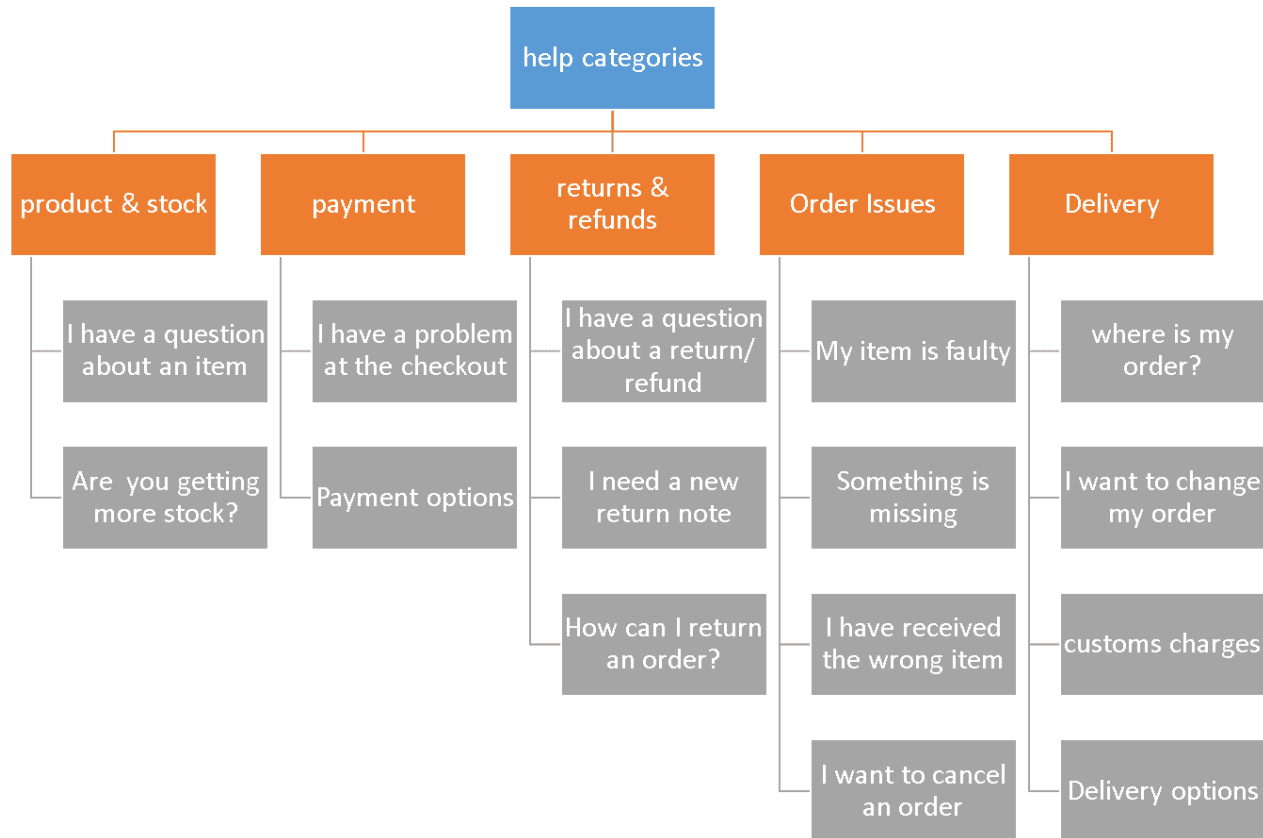 help categories
product & stock
payment
returns &
refunds
Order Issues
Delivery
I have a question
about an item
Are  you getting
more stock?
I have a problem
at the checkout
Payment options
I have a question
about a return/
refund
I need a new
return note
How can I return
an order?
My item is faulty
Something is
missing
I have received
the wrong item
I want to cancel
an order
where is my
order?
I want to change
my order
customs charges
Delivery options